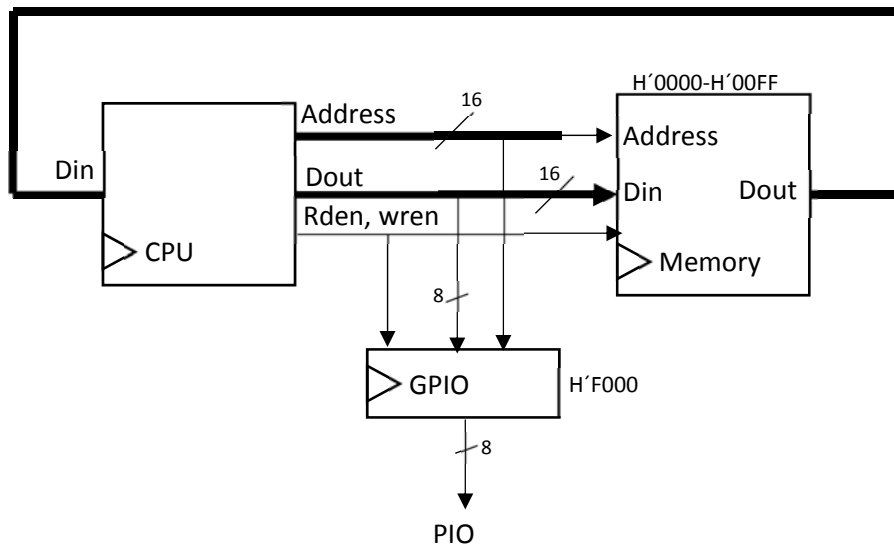 H´0000-H´00FF
16
Address
Address
Din
Dout
16
Din
Dout
Rden, wren
CPU
Memory
8
GPIO
H´F000
8
PIO